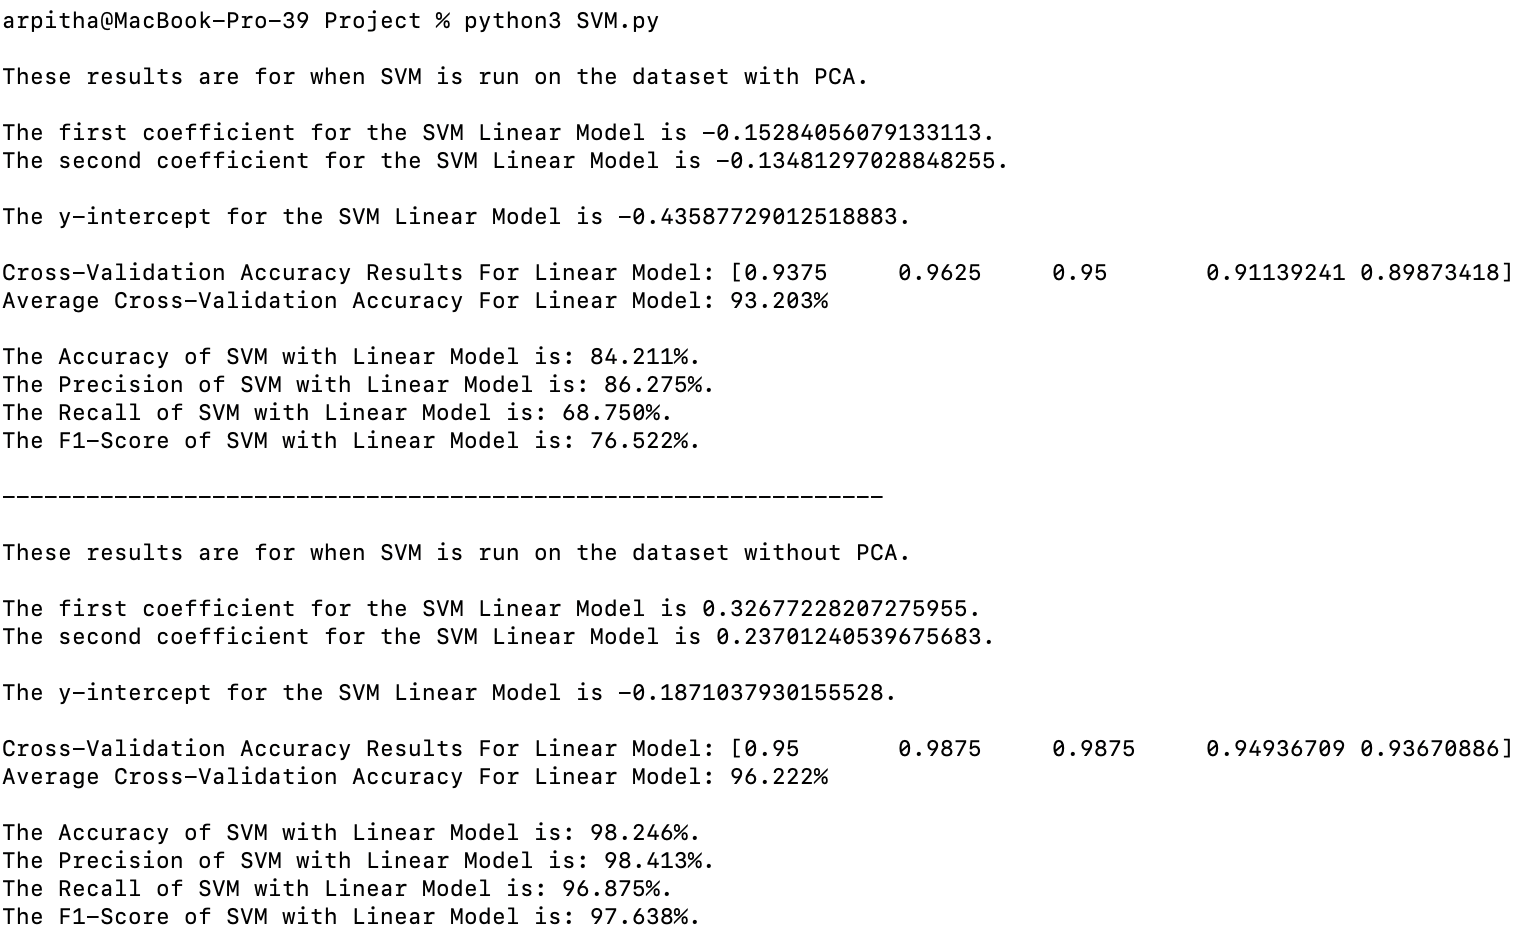 arpitha@MacBook-Pro-39 Project % python3 SVM.py
These results are for when SVM is run on the dataset with PCA.
The first coefficient for the SVM Linear Model is -0.15284056079133113.
The second coefficient for the SVM Linear Model is -0.13481297028848255.
The y-intercept for the SVM Linear Model is -0.43587729012518883.
Cross-Validation Accuracy Results For Linear Model: [0.9375     0.9625     0.95       0.91139241 0.89873418]
Average Cross-Validation Accuracy For Linear Model: 93.203%
The Accuracy of SVM with Linear Model is: 84.211%.
The Precision of SVM with Linear Model is: 86.275%.
The Recall of SVM with Linear Model is: 68.750%.
The F1-Score of SVM with Linear Model is: 76.522%.
---------------------------------------------------------------
These results are for when SVM is run on the dataset without PCA.
The first coefficient for the SVM Linear Model is 0.32677228207275955.
The second coefficient for the SVM Linear Model is 0.23701240539675683.
The y-intercept for the SVM Linear Model is -0.1871037930155528.
Cross-Validation Accuracy Results For Linear Model: [0.95       0.9875     0.9875     0.94936709 0.93670886]
Average Cross-Validation Accuracy For Linear Model: 96.222%
The Accuracy of SVM with Linear Model is: 98.246%.
The Precision of SVM with Linear Model is: 98.413%.
The Recall of SVM with Linear Model is: 96.875%.
The F1-Score of SVM with Linear Model is: 97.638%.